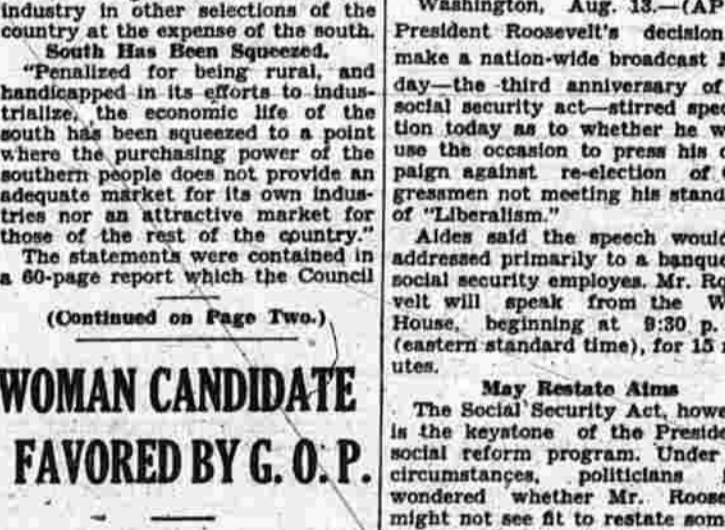 industry in other selections of the
country at the expense of the south.
South Has Been Squeezed.
"Penalized for being rural, and
handicapped in its efforts to indus-
trialize, the economic life of the
south has been squeezed to a point
where the purchasing power of the
southern people does not provide an
adequate market for its own indus-
tries nor an attractive market for
those of the rest of the country."
The statements were contained in
a 60-page report which the Council
(Continued on Page Two.)
WOMAN CANDIDATE
FAVORED BY G. O. P.
Washington, Aug. 13.—(AP
President Roosevelt's decision
make a nation-wide broadcast
day—the third anniversary of
social security act—stirred spe
tion today as to whether he w
use the occasion to press his
paign against re-election of
gressmen not meeting his stand
of "Liberalism."
Aides said the speech would
addressed primarily to a banque
social security employes. Mr. Ro
velt will speak from the W
House, beginning at 9:30 p.
(eastern standard time), for 15
utes.
May Restate Aims
The Social Security Act, howe
is the keystone of the Preside
social reform program. Under
circumstances, politicians
wondered whether Mr. Roos
might not see fit to restate som